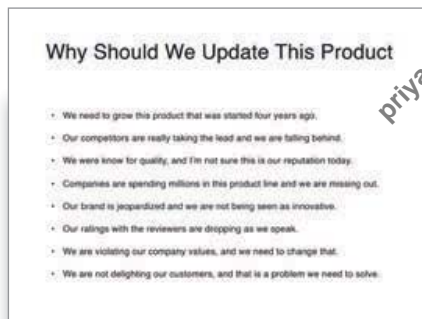 Why Should We Update This Product
• We need to grow this product that was started four years ago.
• Our competitors are really taking the lead and we are falling behind.
• We were know for quality, and I'm not sure this is our reputation today.
• Companies are spending millions in this product line and we are missing out.
• Our brand is jeopardized and we are not being seen as innovative.
• Our ratings with the reviewers are dropping as we speak.
• We are violating our company values, and we need to change that.
• We are not delighting our customers, and that is a problem we need to solve.
priya